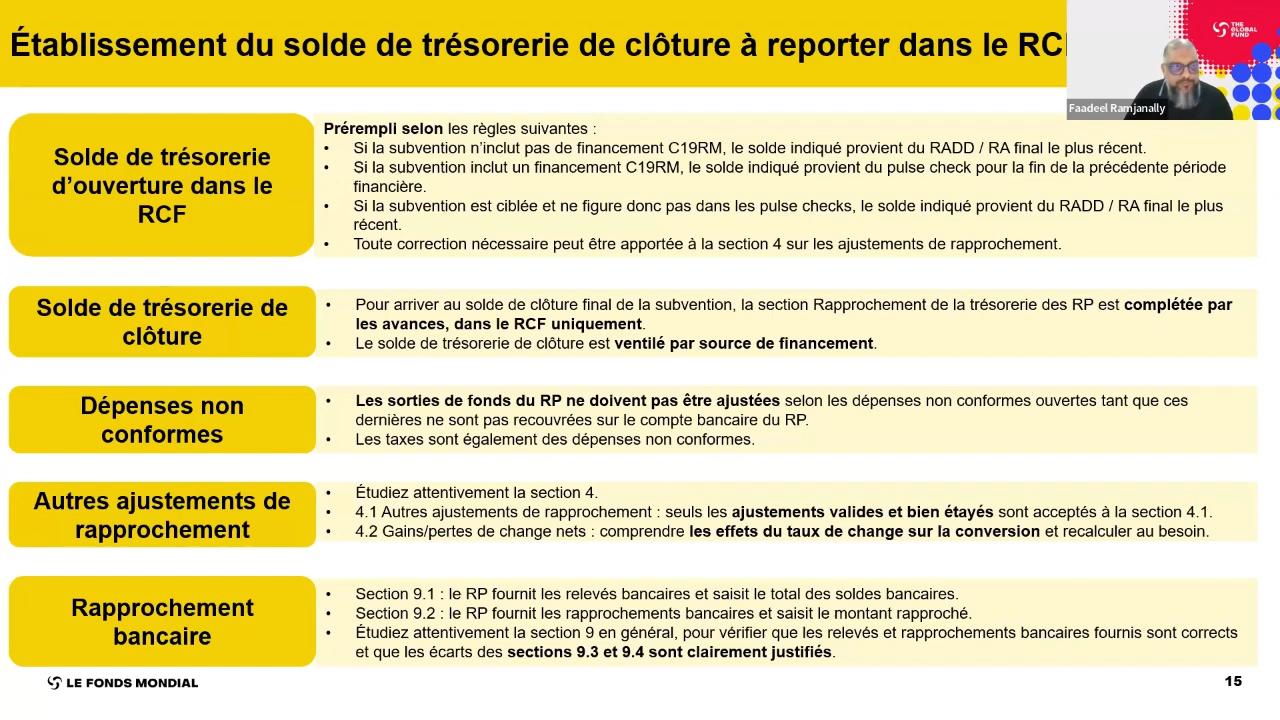 Établissement du solde de trésorerie de clôture à reporter dans le RC
THE
GLOBAL
FUND
Faadeel Ramjanally
Solde de trésorerie
d’ouverture dans le
RCF
Prérempli selon les règles suivantes :
• Si la subvention n’inclut pas de financement C19RM, le solde indiqué provient du RADD / RA final le plus récent.
• Si la subvention inclut un financement C19RM, le solde indiqué provient du pulse check pour la fin de la précédente période
financière.
• Si la subvention est ciblée et ne figure donc pas dans les pulse checks, le solde indiqué provient du RADD / RA final le plus
récent.
• Toute correction nécessaire peut être apportée à la section 4 sur les ajustements de rapprochement.
Solde de trésorerie de
clôture
• Pour arriver au solde de clôture final de la subvention, la section Rapprochement de la trésorerie des RP est complétée par
les avances, dans le RCF uniquement.
• Le solde de trésorerie de clôture est ventilé par source de financement.
Dépenses non
conformes
• Les sorties de fonds du RP ne doivent pas être ajustées selon les dépenses non conformes ouvertes tant que ces
dernières ne sont pas recouvrées sur le compte bancaire du RP.
• Les taxes sont également des dépenses non conformes.
Autres ajustements de
rapprochement
• Étudiez attentivement la section 4.
• 4.1 Autres ajustements de rapprochement : seuls les ajustements valides et bien étayés sont acceptés à la section 4.1.
• 4.2 Gains/pertes de change nets : comprendre les effets du taux de change sur la conversion et recalculer au besoin.
Rapprochement
bancaire
• Section 9.1 : le RP fournit les relevés bancaires et saisit le total des soldes bancaires.
• Section 9.2 : le RP fournit les rapprochements bancaires et saisit le montant rapproché.
• Étudiez attentivement la section 9 en général, pour vérifier que les relevés et rapprochements bancaires fournis sont corrects
et que les écarts des sections 9.3 et 9.4 sont clairement justifiés.
LE FONDS MONDIAL
15